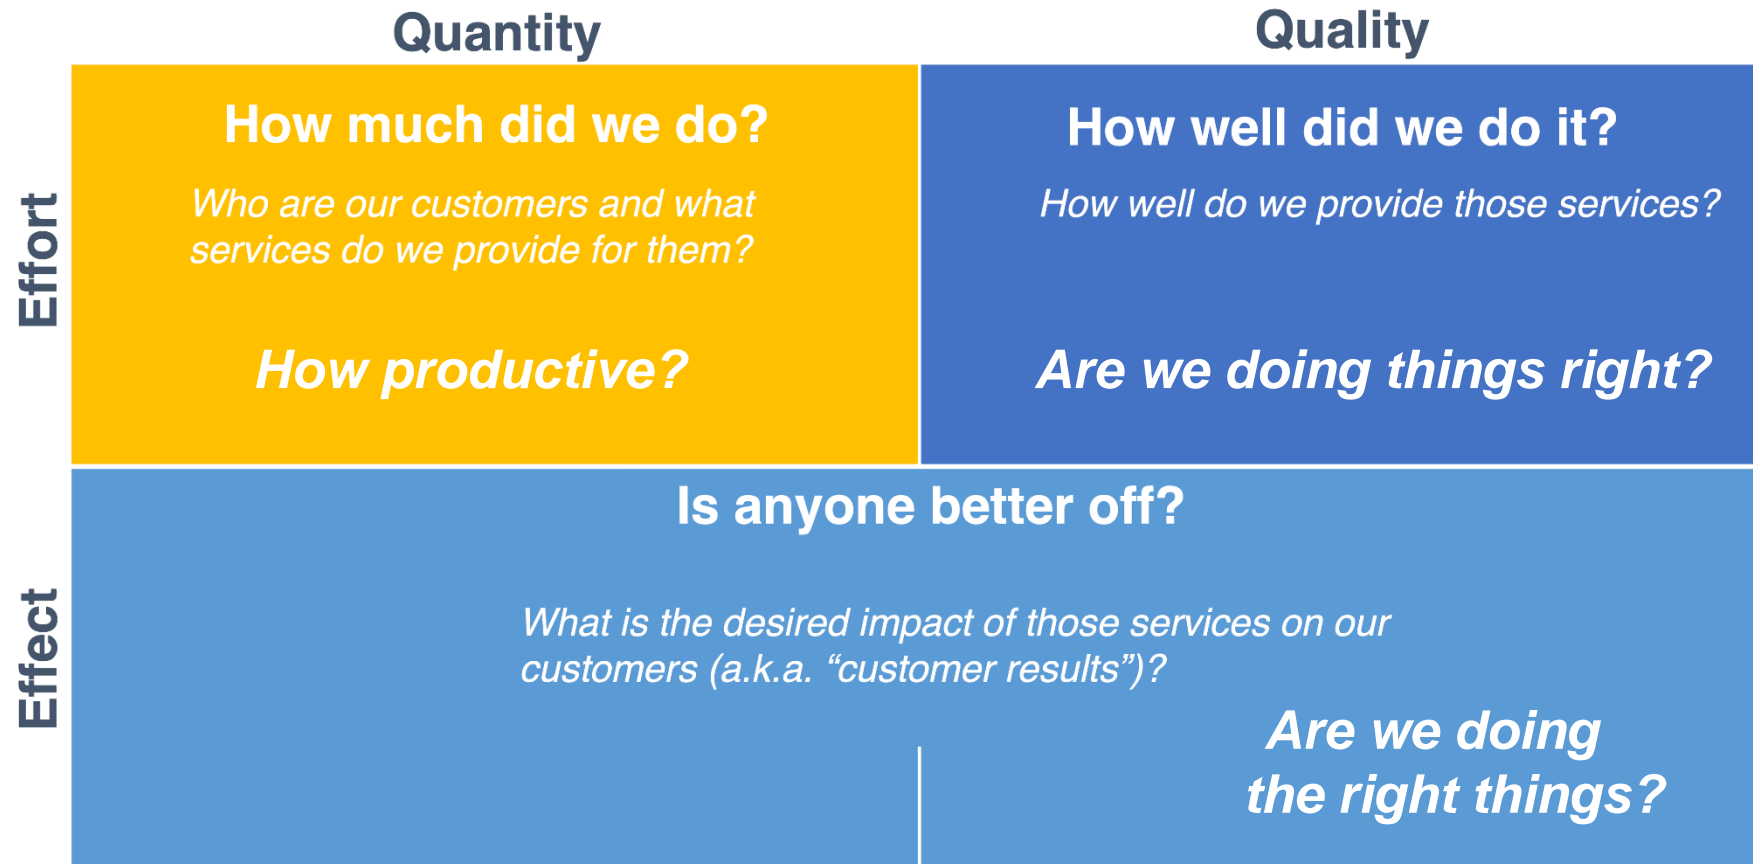 Quantity
Quality
Effort
How much did we do?
Who are our customers and what
services do we provide for them?
How productive?
How well did we do it?
How well do we provide those services?
Are we doing things right?
Effect
Is anyone better off?
What is the desired impact of those services on our
customers (a.k.a. “customer results”)?
Are we doing
the right things?